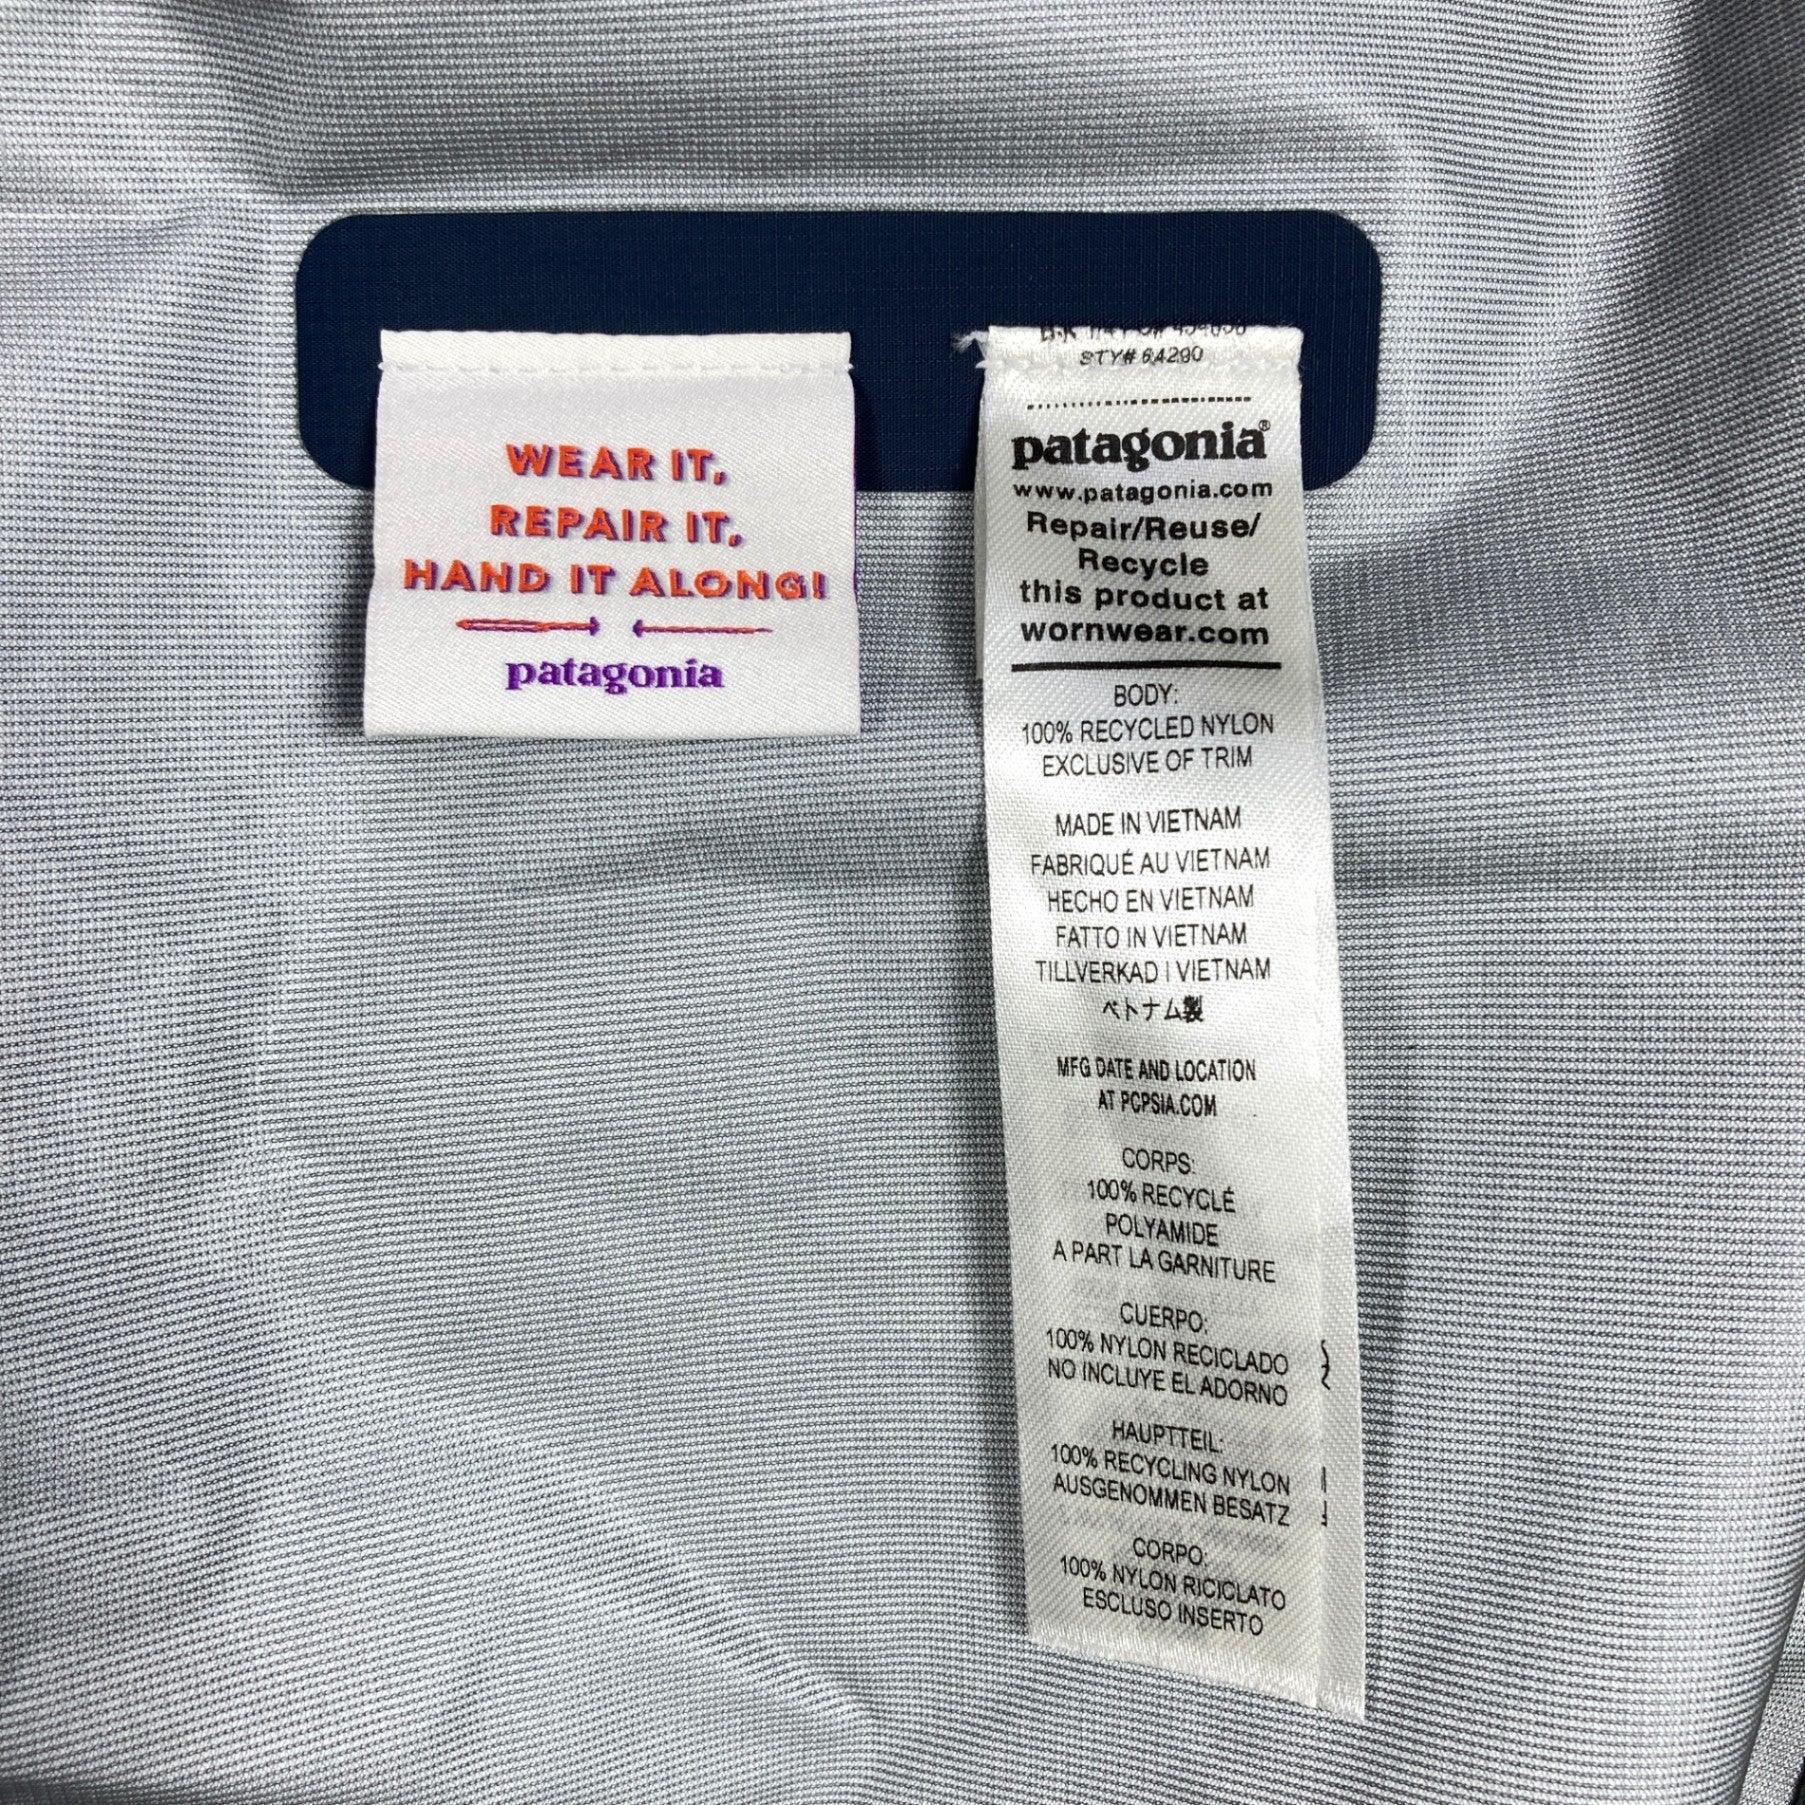 WEAR IT,
REPAIR IT,
HAND IT ALONG!
patagonia
STY# 64290
patagonia®
www.patagonia.com
Repair/Reuse/
Recycle
this product at
wornwear.com
BODY:
100% RECYCLED NYLON
EXCLUSIVE OF TRIM
MADE IN VIETNAM
FABRIQUÉ AU VIETNAM
HECHO EN VIETNAM
FATTO IN VIETNAM
TILLVERKAD I VIETNAM
ベトナム製
MFG DATE AND LOCATION
AT PCPSIA.COM
CORPS:
100% RECYCLÉ
POLYAMIDE
A PART LA GARNITURE
CUERPO:
100% NYLON RECICLADO
NO INCLUYE EL ADORNO
HAUPTTEIL:
100% RECYCLING NYLON
AUSGENOMMEN BESATZ
CORPO:
100% NYLON RICICLATO
ESCLUSO INSERTO